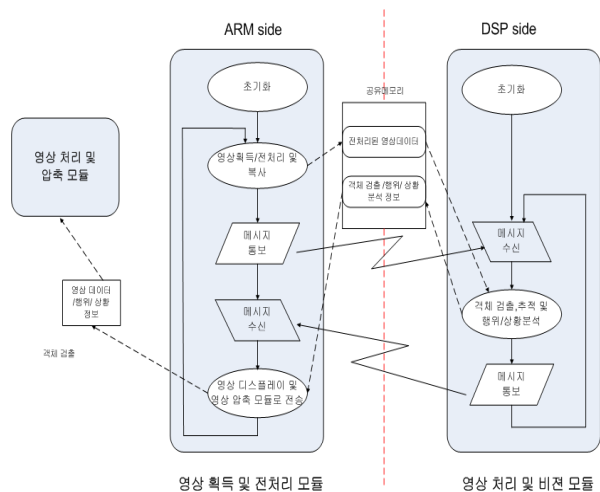 ARM side
DSP side
초기화
영상획득/전처리 및
복사
메시지
통보
메시지
수신
영상 디스플레이 및
영상 압축 모듈로 전송
공유메모리
전처리된 영상데이터
객체 검출 /행위/ 상황
분석 정보
초기화
메시지
수신
객체 검출,추적 및
행위/상황분석
메시지
통보
영상 처리 및
압축 모듈
영상 데이터
/행위/ 상황
정보
객체 검출
영상 획득 및 전처리 모듈
영상 처리 및 비젼 모듈